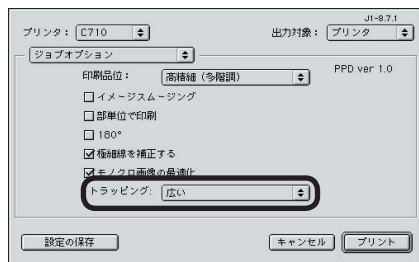 J1-8.7.1
プリンタ： C710 出力対象： プリンタ
ジョブオプション
印刷品位： 高精細（多階調） PPD ver 1.0
イメージスムージング
部単位で印刷
180°
極細線を補正する
モノクロ画像の最適化
トラッピング： 広い
設定の保存 キャンセル プリント